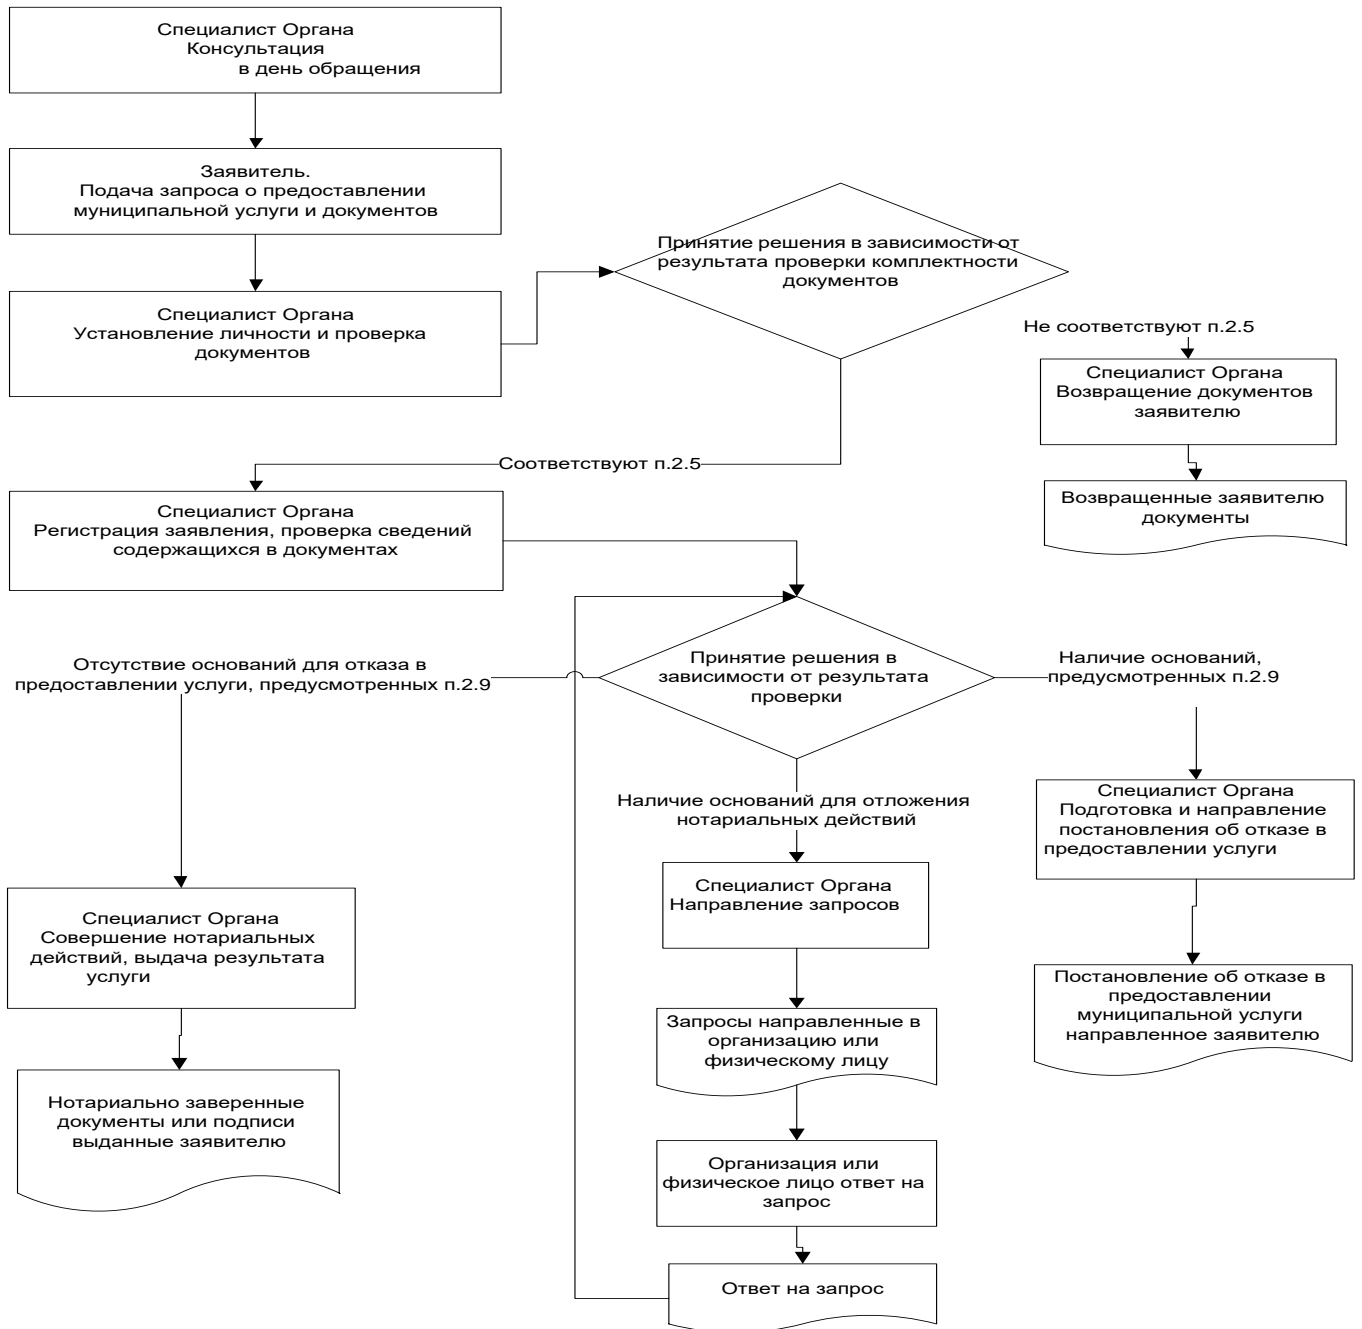 Специалист Органа
Консультация
в день обращения
Заявитель.
Подача запроса о предоставлении
муниципальной услуги и документов
Специалист Органа
Установление личности и проверка
документов
Принятие решения в зависимости от
результата проверки комплектности
документов
Не соответствуют п.2.5
Специалист Органа
Возвращение документов
заявителю
Возвращенные заявителю
документы
Соответствуют п.2.5
Специалист Органа
Регистрация заявления, проверка сведений
содержащихся в документах
Принятие решения в
зависимости от результата
проверки
Отсутствие оснований для отказа в
предоставлении услуги, предусмотренных п.2.9
Наличие оснований,
предусмотренных п.2.9
Наличие оснований для отложения
нотариальных действий
Специалист Органа
Подготовка и направление
постановления об отказе в
предоставлении услуги
Специалист Органа
Направление запросов
Специалист Органа
Совершение нотариальных
действий, выдача результата
услуги
Постановление об отказе в
предоставлении
муниципальной услуги
направленное заявителю
Запросы направленные в
организацию или
физическому лицу
Нотариально заверенные
документы или подписи
выданные заявителю
Организация или
физическое лицо ответ на
запрос
Ответ на запрос